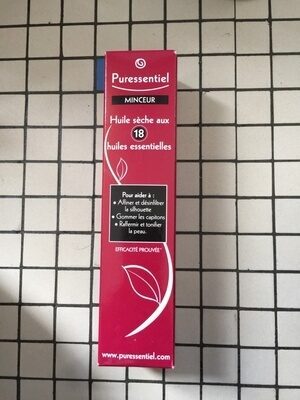 Puressentiel
MINCEUR
Huile sèche aux
18
huiles essentielles
Pour aider à :
• Affiner et désinfiltrer
la silhouette
• Gommer les capitons
• Raffermir et tonifier
la peau.
EFFICACITÉ PROUVÉE*
www.puressentiel.com